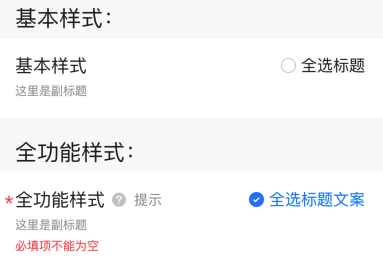 基本样式：
基本样式 全选标题
这里是副标题
全功能样式：
*全功能样式 ? 提示 全选标题文案
这里是副标题
必填项不能为空